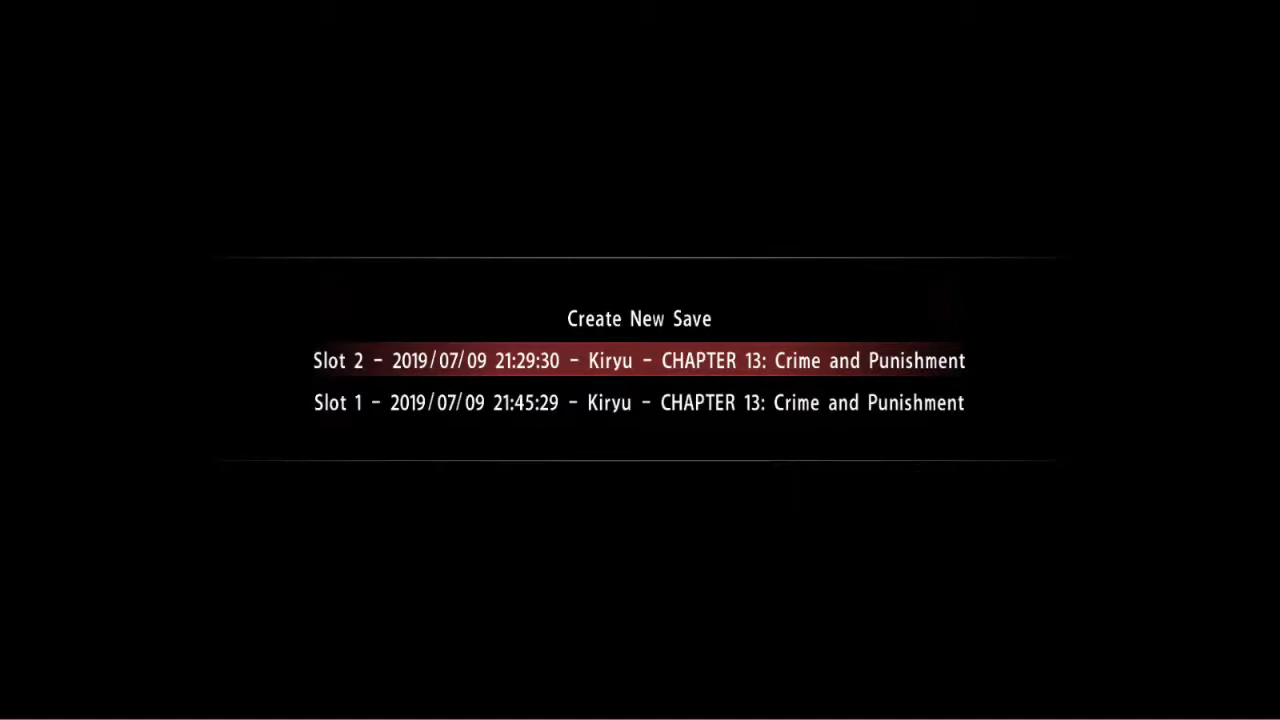 Create New Save
Slot 2 – 2019/07/09 21:29:30 – Kiryu – CHAPTER 13: Crime and Punishment
Slot 1 – 2019/07/09 21:45:29 – Kiryu – CHAPTER 13: Crime and Punishment